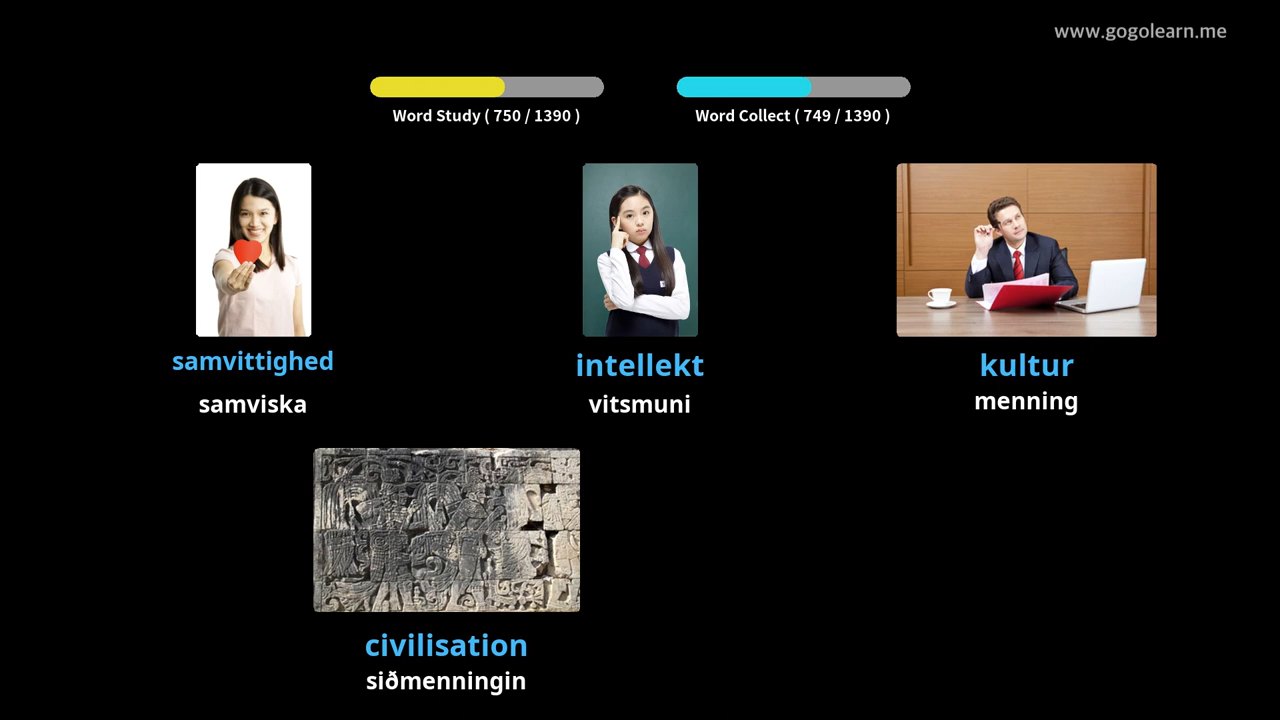 www.gogolearn.me
Word Study ( 750 / 1390 )
Word Collect ( 749 / 1390 )
samvittighed
samviska
intellekt
vitsmuni
kultur
menning
civilisation
siðmenningin